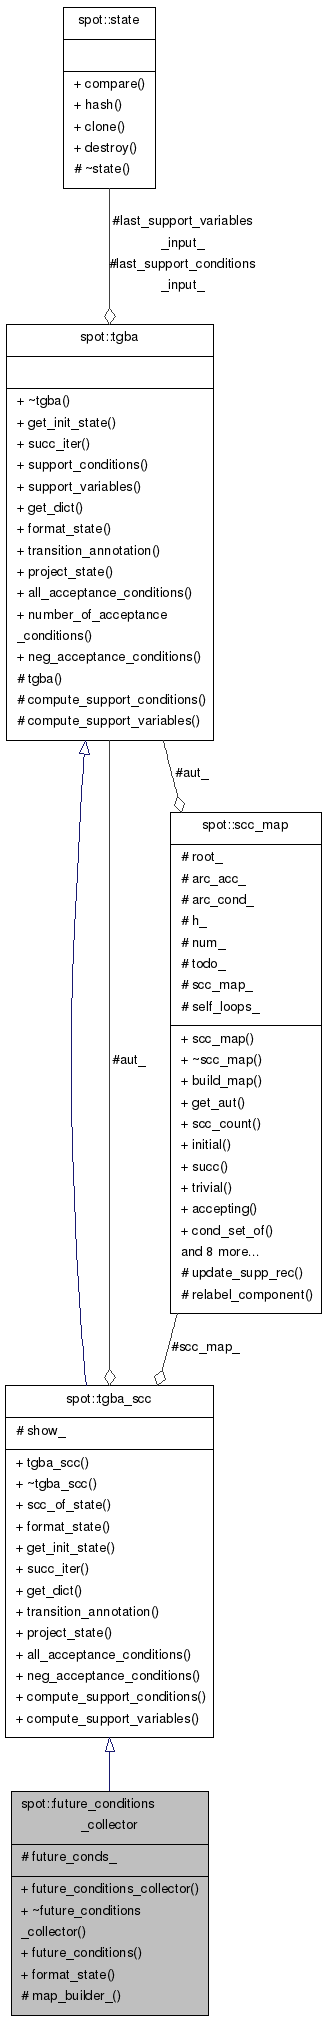 spot::state
+ compare()
+ hash()
+ clone()
+ destroy()
# ~state()
#last_support_variables
_input_
#last_support_conditions
_input_
spot::tgba
+ ~tgba()
+ get_init_state()
+ succ_iter()
+ support_conditions()
+ support_variables()
+ get_dict()
+ format_state()
+ transition_annotation()
+ project_state()
+ all_acceptance_conditions()
+ number_of_acceptance
_conditions()
+ neg_acceptance_conditions()
# tgba()
# compute_support_conditions()
# compute_support_variables()
#aut_
spot::scc_map
# root_
# arc_acc_
# arc_cond_
# h_
# num_
# todo_
# scc_map_
# self_loops_
+ scc_map()
+ ~scc_map()
+ build_map()
+ get_aut()
+ scc_count()
+ initial()
+ succ()
+ trivial()
+ accepting()
+ cond_set_of()
and 8 more...
# update_supp_rec()
# relabel_component()
#aut_
#scc_map_
spot::tgba_scc
# show_
+ tgba_scc()
+ ~tgba_scc()
+ scc_of_state()
+ format_state()
+ get_init_state()
+ succ_iter()
+ get_dict()
+ transition_annotation()
+ project_state()
+ all_acceptance_conditions()
+ neg_acceptance_conditions()
+ compute_support_conditions()
+ compute_support_variables()
spot::future_conditions
_collector
# future_conds_
+ future_conditions_collector()
+ ~future_conditions
_collector()
+ future_conditions()
+ format_state()
# map_builder_()